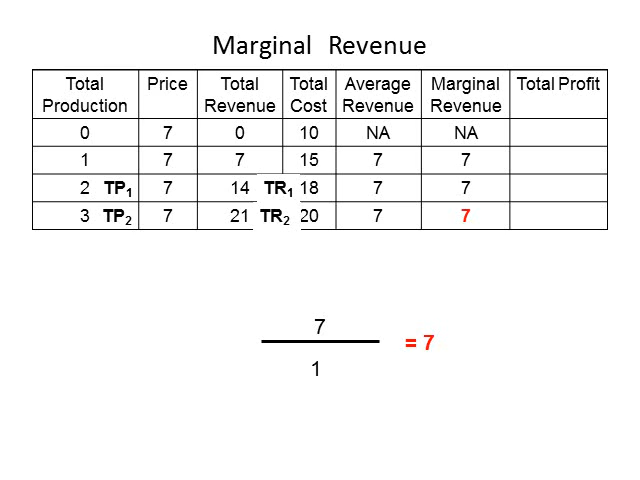 Marginal Revenue
Total Production Price Total Revenue Total Cost Average Revenue Marginal Revenue Total Profit
0 7 0 10 NA NA
1 7 7 15 7 7
2 TP₁ 7 14 TR₁ 18 7 7
3 TP₂ 7 21 TR₂ 20 7 7
7
= 7
1